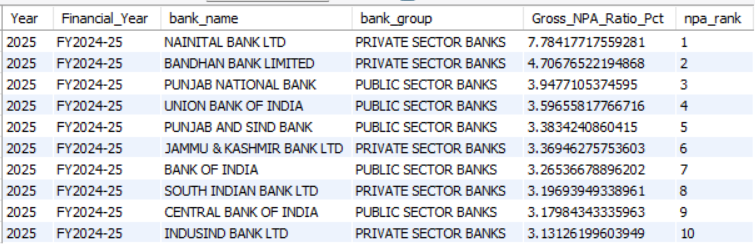 Year Financial_Year bank_name bank_group Gross_NPA_Ratio_Pct npa_rank
2025 FY2024-25 NAINITAL BANK LTD PRIVATE SECTOR BANKS 7.78417717559281 1
2025 FY2024-25 BANDHAN BANK LIMITED PRIVATE SECTOR BANKS 4.70676522194868 2
2025 FY2024-25 PUNJAB NATIONAL BANK PUBLIC SECTOR BANKS 3.9477105374595 3
2025 FY2024-25 UNION BANK OF INDIA PUBLIC SECTOR BANKS 3.59655817766716 4
2025 FY2024-25 PUNJAB AND SIND BANK PUBLIC SECTOR BANKS 3.3834240860415 5
2025 FY2024-25 JAMMU & KASHMIR BANK LTD PRIVATE SECTOR BANKS 3.36946275753603 6
2025 FY2024-25 BANK OF INDIA PUBLIC SECTOR BANKS 3.26536678896202 7
2025 FY2024-25 SOUTH INDIAN BANK LTD PRIVATE SECTOR BANKS 3.19693949338961 8
2025 FY2024-25 CENTRAL BANK OF INDIA PUBLIC SECTOR BANKS 3.17984343335963 9
2025 FY2024-25 INDUSIND BANK LTD PRIVATE SECTOR BANKS 3.13126199603949 10